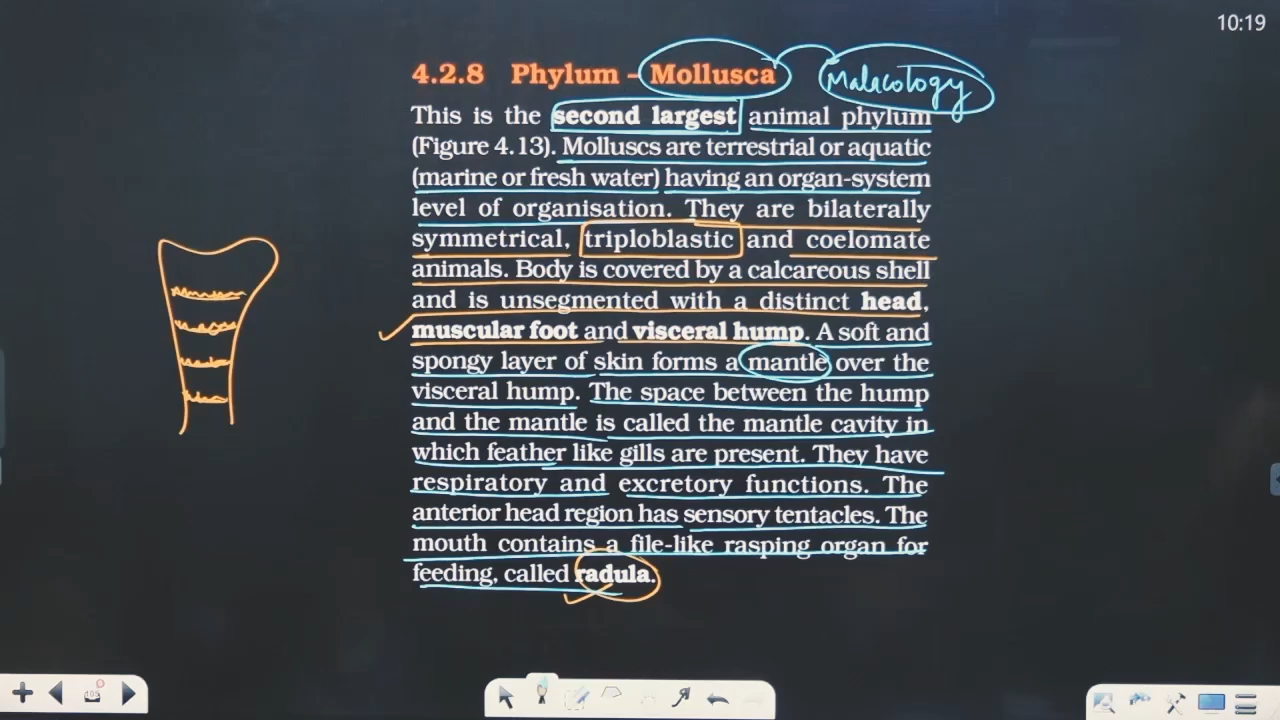 10:19
4.2.8 Phylum – Mollusca Malacology
This is the second largest animal phylum
(Figure 4.13). Molluscs are terrestrial or aquatic
(marine or fresh water) having an organ-system
level of organisation. They are bilaterally
symmetrical, triploblastic and coelomate
animals. Body is covered by a calcareous shell
and is unsegmented with a distinct head,
muscular foot and visceral hump. A soft and
spongy layer of skin forms a mantle over the
visceral hump. The space between the hump
and the mantle is called the mantle cavity in
which feather like gills are present. They have
respiratory and excretory functions. The
anterior head region has sensory tentacles. The
mouth contains a file-like rasping organ for
feeding, called radula.